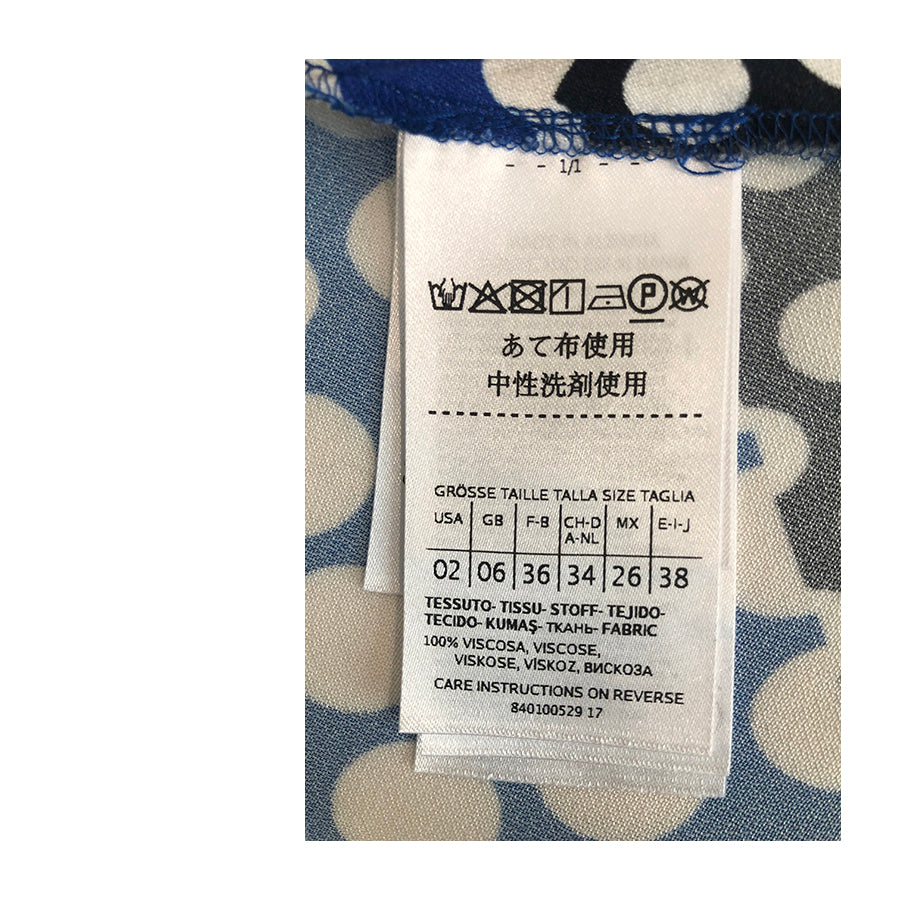 - - 1/1 - -
P W
あて布使用
中性洗剤使用
GRÖSSE TAILLE TALLA SIZE TAGLIA
USA GB F-B CH-D A-NL MX E-I-J
02 06 36 34 26 38
TESSUTO- TISSU- STOFF- TEJIDO-
TECIDO- KUMAŞ- ТКАНЬ- FABRIC
100% VISCOSA, VISCOSE,
VISKOSE, VİSKOZ, ВИСКОЗА
CARE INSTRUCTIONS ON REVERSE
840100529 17